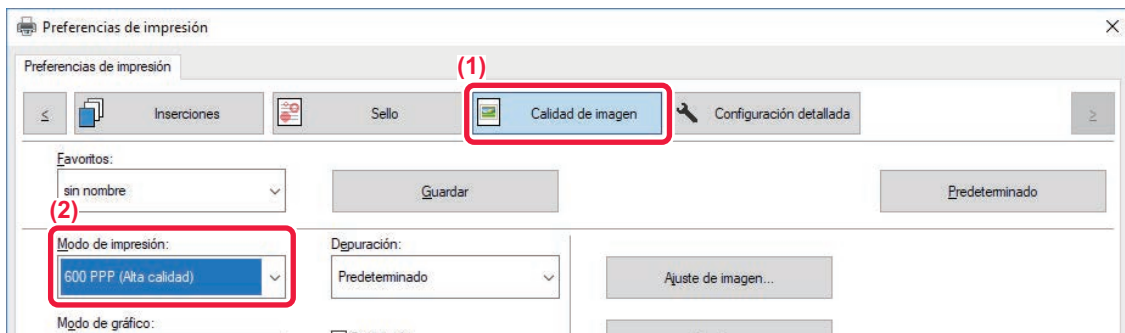 Preferencias de impresión
Preferencias de impresión
(1)
<
Inserciones
Sello
Calidad de imagen
Configuración detallada
>
Favoritos:
sin nombre
Guardar
Predeterminado
(2)
Modo de impresión:
Depuración:
600 PPP (Alta calidad)
Predeterminado
Ajuste de imagen...
Modo de gráfico: